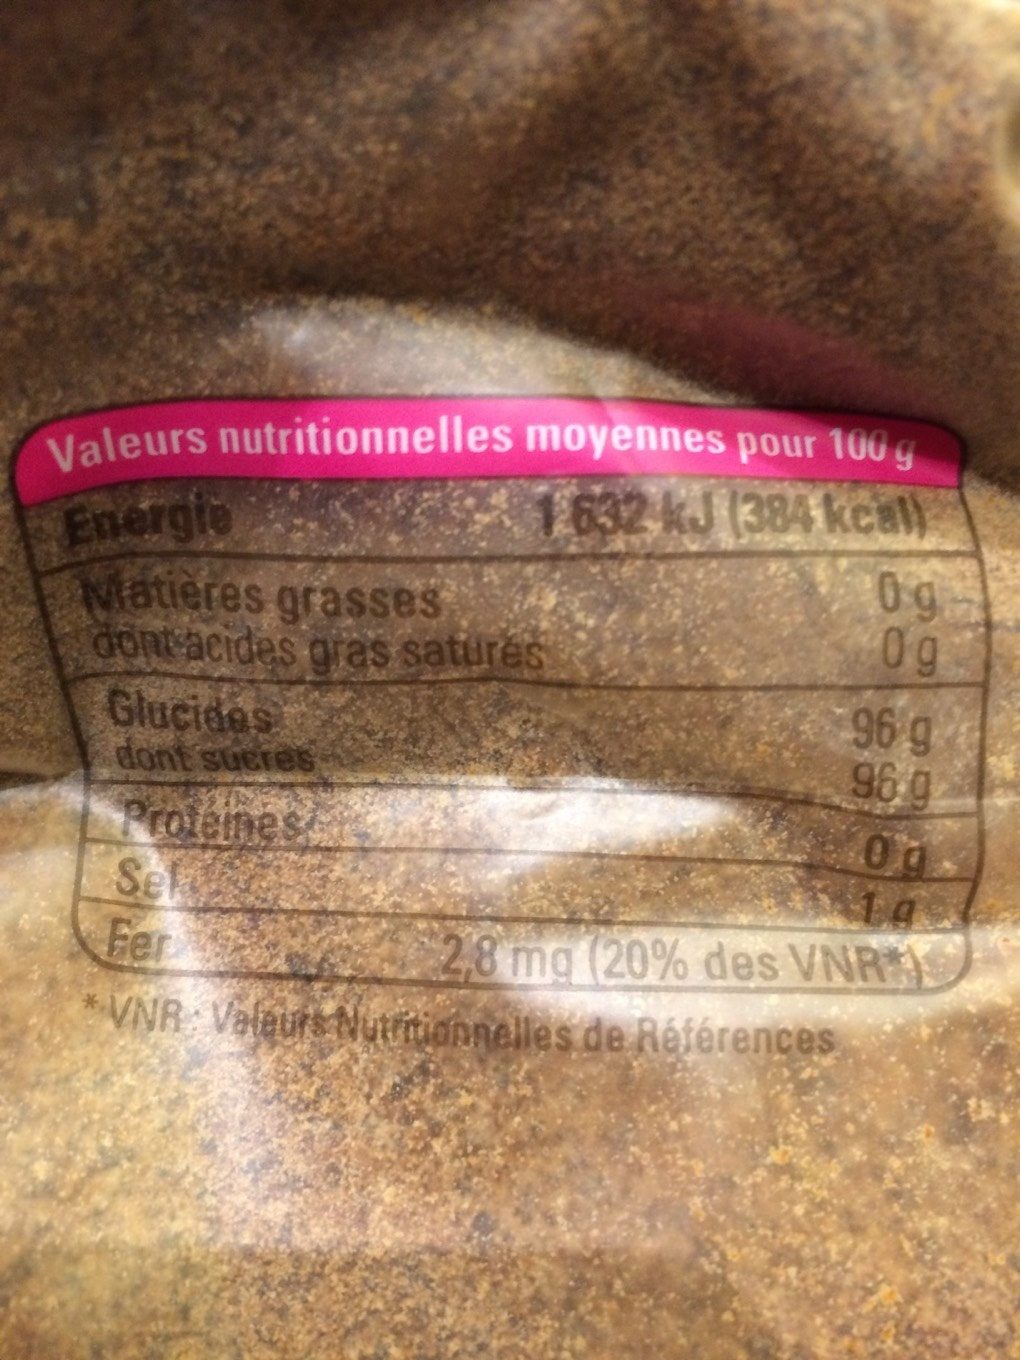 Valeurs nutritionnelles moyennes pour 100 g
Energie 1 632 kJ (384 kcal)
Matières grasses 0 g
dont acides gras saturés 0 g
Glucides 96 g
dont sucres 96 g
Protéines 0 g
Sel 1 g
Fer 2,8 mg (20% des VNR*)
* VNR : Valeurs Nutritionnelles de Références